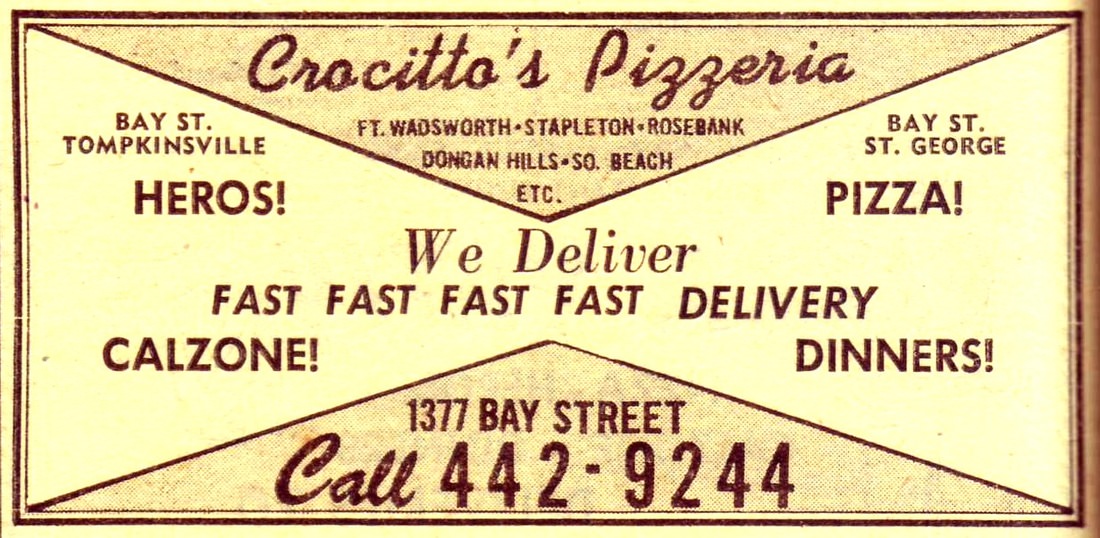 Crocitto's Pizzeria
FT. WADSWORTH•STAPLETON•ROSEBANK
DONGAN HILLS•SO. BEACH
ETC.
BAY ST.
TOMPKINSVILLE
HEROS!
BAY ST.
ST. GEORGE
PIZZA!
We Deliver
FAST FAST FAST FAST DELIVERY
CALZONE!
DINNERS!
1377 BAY STREET
Call 442-9244